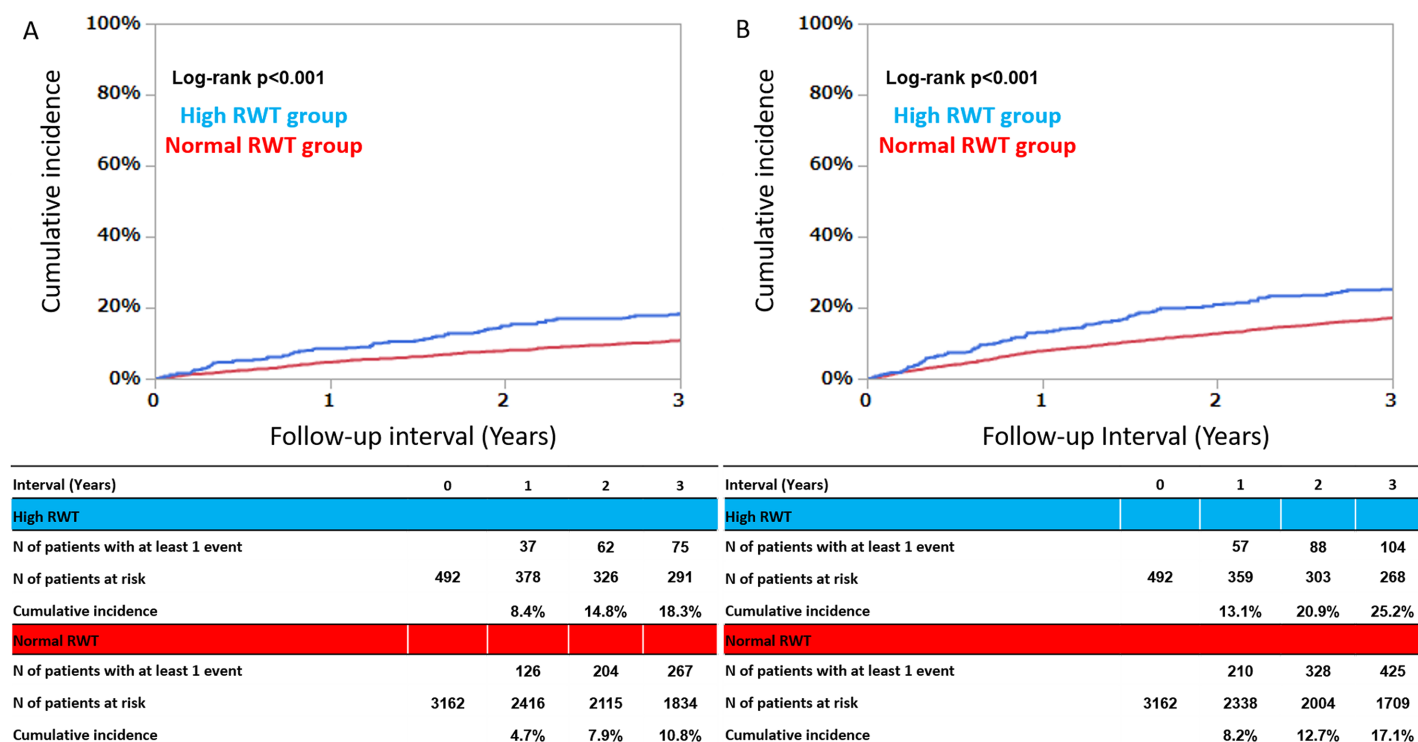 A
100%
80%
60%
40%
20%
0%
Cumulative incidence
Log-rank p<0.001
High RWT group
Normal RWT group
0 1 2 3
Follow-up interval (Years)
B
100%
80%
60%
40%
20%
0%
Cumulative incidence
Log-rank p<0.001
High RWT group
Normal RWT group
0 1 2 3
Follow-up Interval (Years)
Interval (Years) 0 1 2 3
High RWT
N of patients with at least 1 event 37 62 75
N of patients at risk 492 378 326 291
Cumulative incidence 8.4% 14.8% 18.3%
Normal RWT
N of patients with at least 1 event 126 204 267
N of patients at risk 3162 2416 2115 1834
Cumulative incidence 4.7% 7.9% 10.8%
Interval (Years) 0 1 2 3
High RWT
N of patients with at least 1 event 57 88 104
N of patients at risk 492 359 303 268
Cumulative incidence 13.1% 20.9% 25.2%
Normal RWT
N of patients with at least 1 event 210 328 425
N of patients at risk 3162 2338 2004 1709
Cumulative incidence 8.2% 12.7% 17.1%